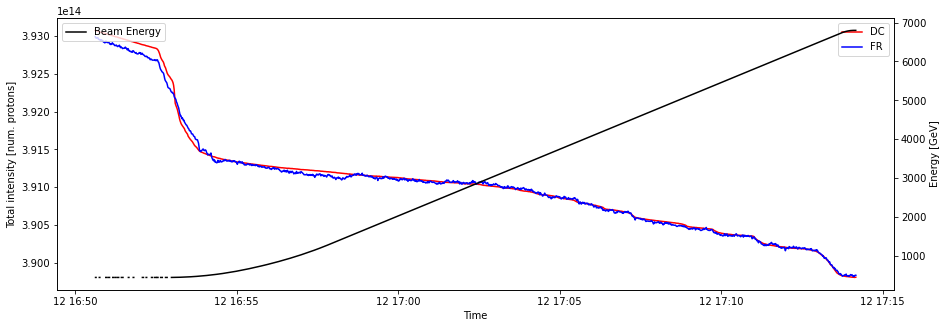 1e14
Beam Energy
DC
FR
3.930
3.925
3.920
3.915
3.910
3.905
3.900
Total intensity [num. protons]
7000
6000
5000
4000
3000
2000
1000
Energy [GeV]
12 16:50
12 16:55
12 17:00
12 17:05
12 17:10
12 17:15
Time